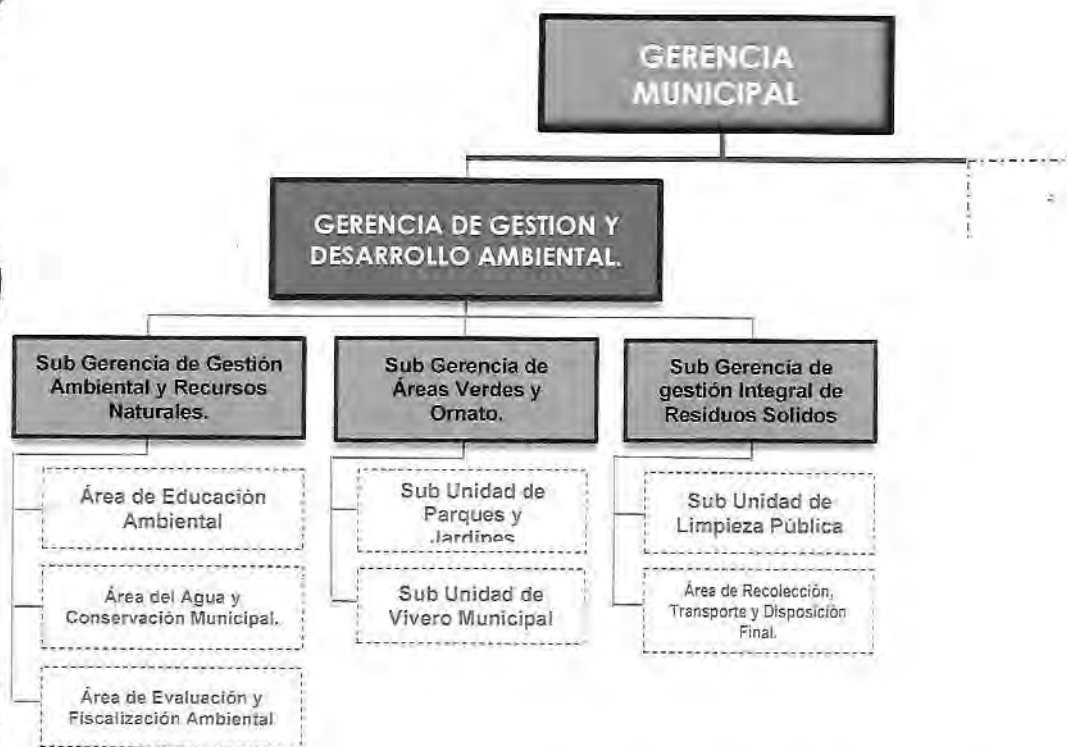 GERENCIA
MUNICIPAL
GERENCIA DE GESTION Y
DESARROLLO AMBIENTAL.
Sub Gerencia de Gestión
Ambiental y Recursos
Naturales.
Área de Educación
Ambiental
Área del Agua y
Conservación Municipal.
Área de Evaluación y
Fiscalización Ambiental
Sub Gerencia de
Áreas Verdes y
Ornato.
Sub Unidad de
Parques y
Jardines
Sub Unidad de
Vivero Municipal
Sub Gerencia de
gestión Integral de
Residuos Solidos
Sub Unidad de
Limpieza Pública
Área de Recolección,
Transporte y Disposición
Final.